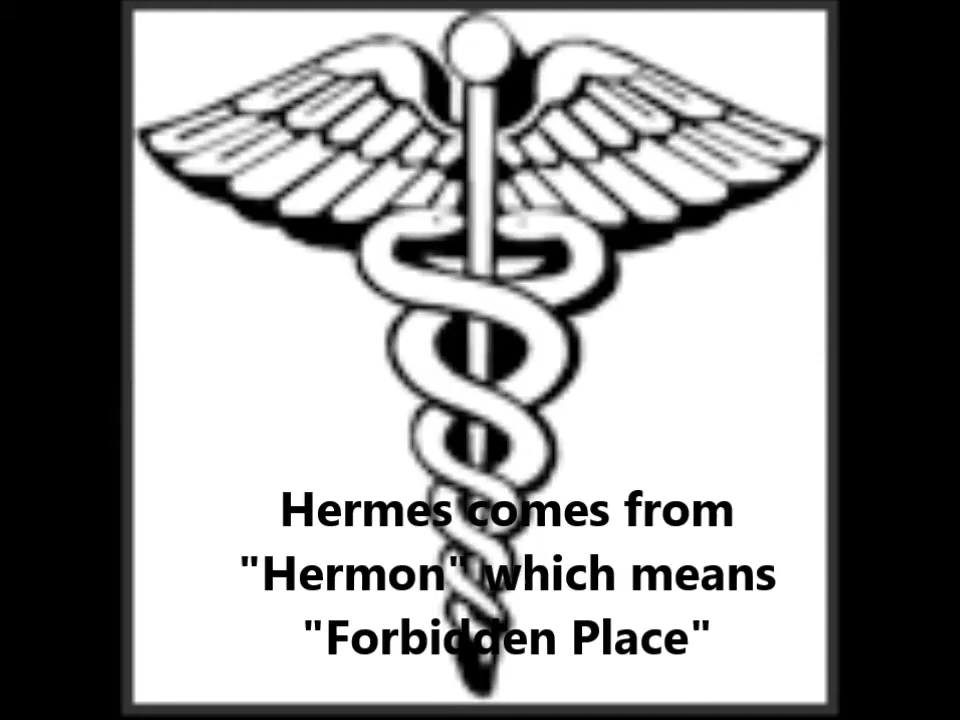 Hermes comes from
"Hermon" which means
"Forbidden Place"